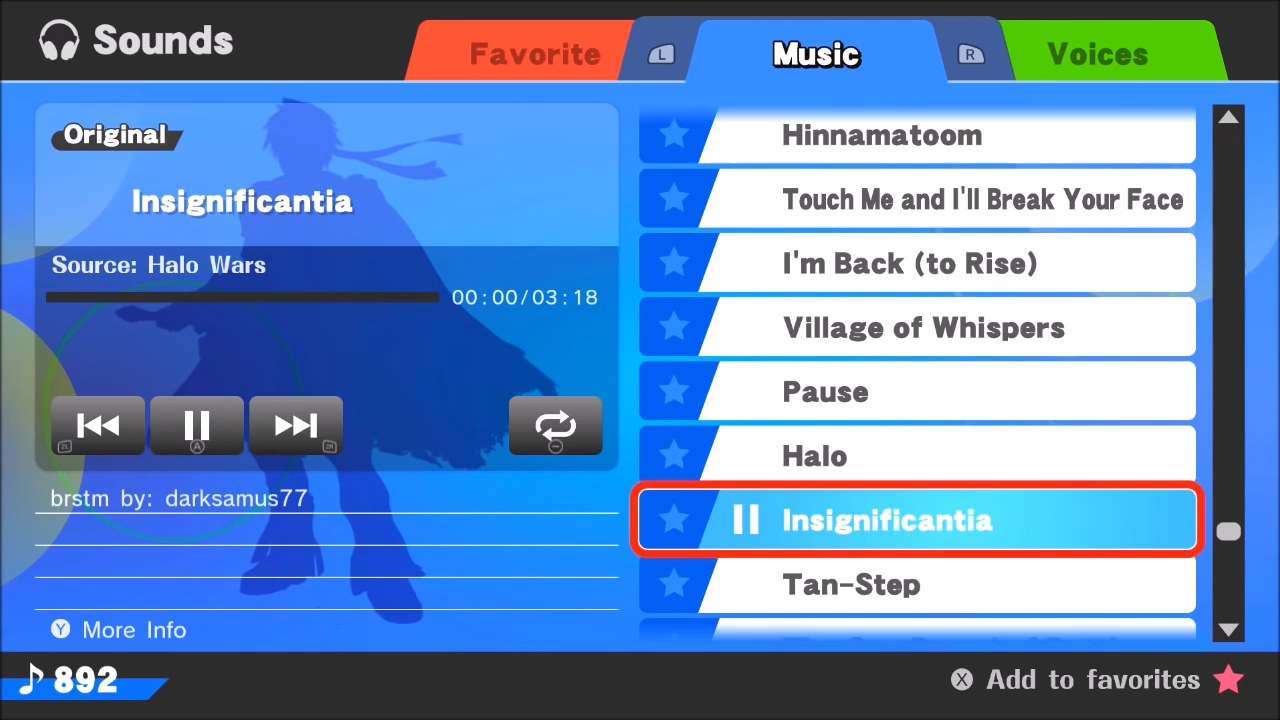 Sounds
Favorite
L
Music
R
Voices
Original
Insignificantia
Source: Halo Wars
00:00/03:18
ZL
A
ZR
brstm by: darksamus77
Y More Info
Hinnamatoom
Touch Me and I'll Break Your Face
I'm Back (to Rise)
Village of Whispers
Pause
Halo
Insignificantia
Tan-Step
892
X Add to favorites